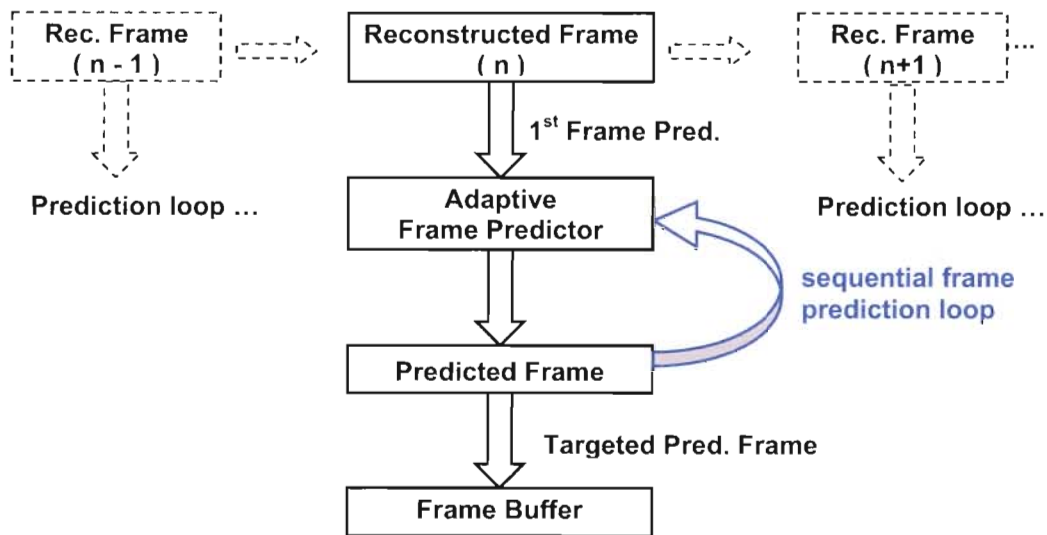 Rec. Frame
( n - 1 )
Reconstructed Frame
( n )
Rec. Frame
( n+1 )
...
1st Frame Pred.
Prediction loop ...
Adaptive
Frame Predictor
Prediction loop ...
sequential frame
prediction loop
Predicted Frame
Targeted Pred. Frame
Frame Buffer